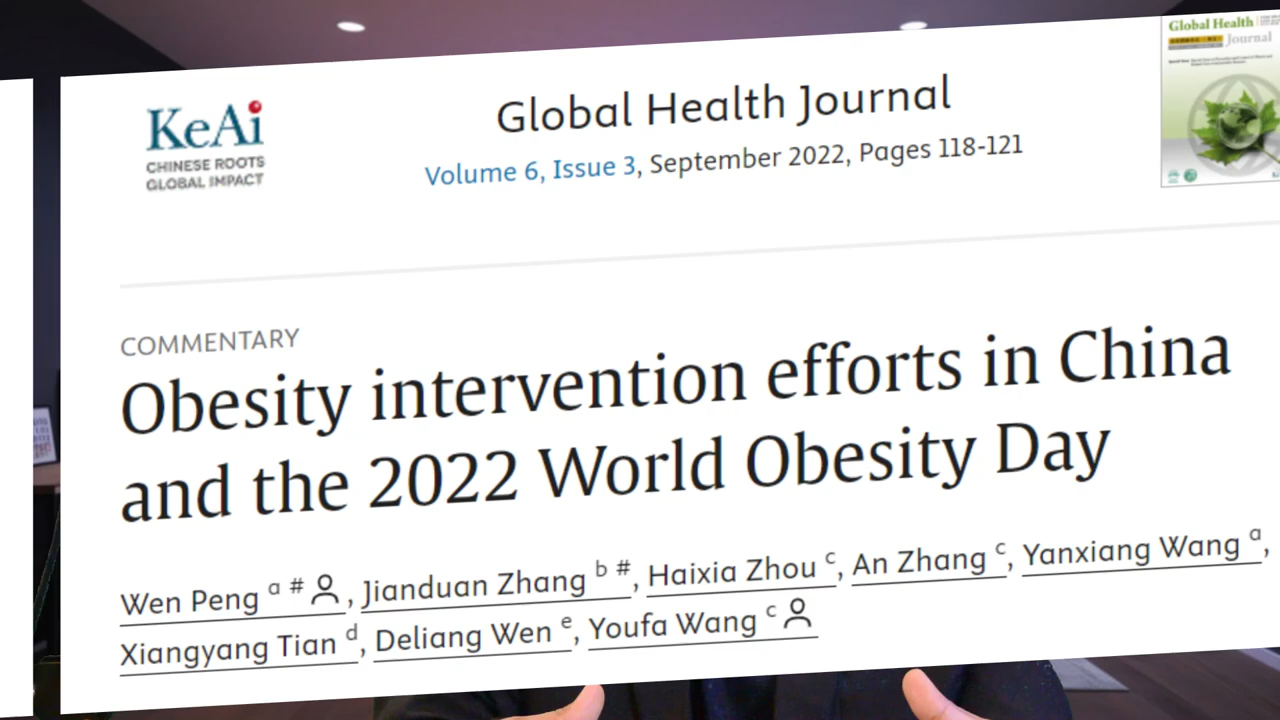 KeAi
CHINESE ROOTS
GLOBAL IMPACT
Global Health Journal
Volume 6, Issue 3, September 2022, Pages 118-121
Global Health
Journal
COMMENTARY
Obesity intervention efforts in China
and the 2022 World Obesity Day
Wen Peng a #, Jianduan Zhang b #, Haixia Zhou c, An Zhang c, Yanxiang Wang a,
Xiangyang Tian d, Deliang Wen e, Youfa Wang c